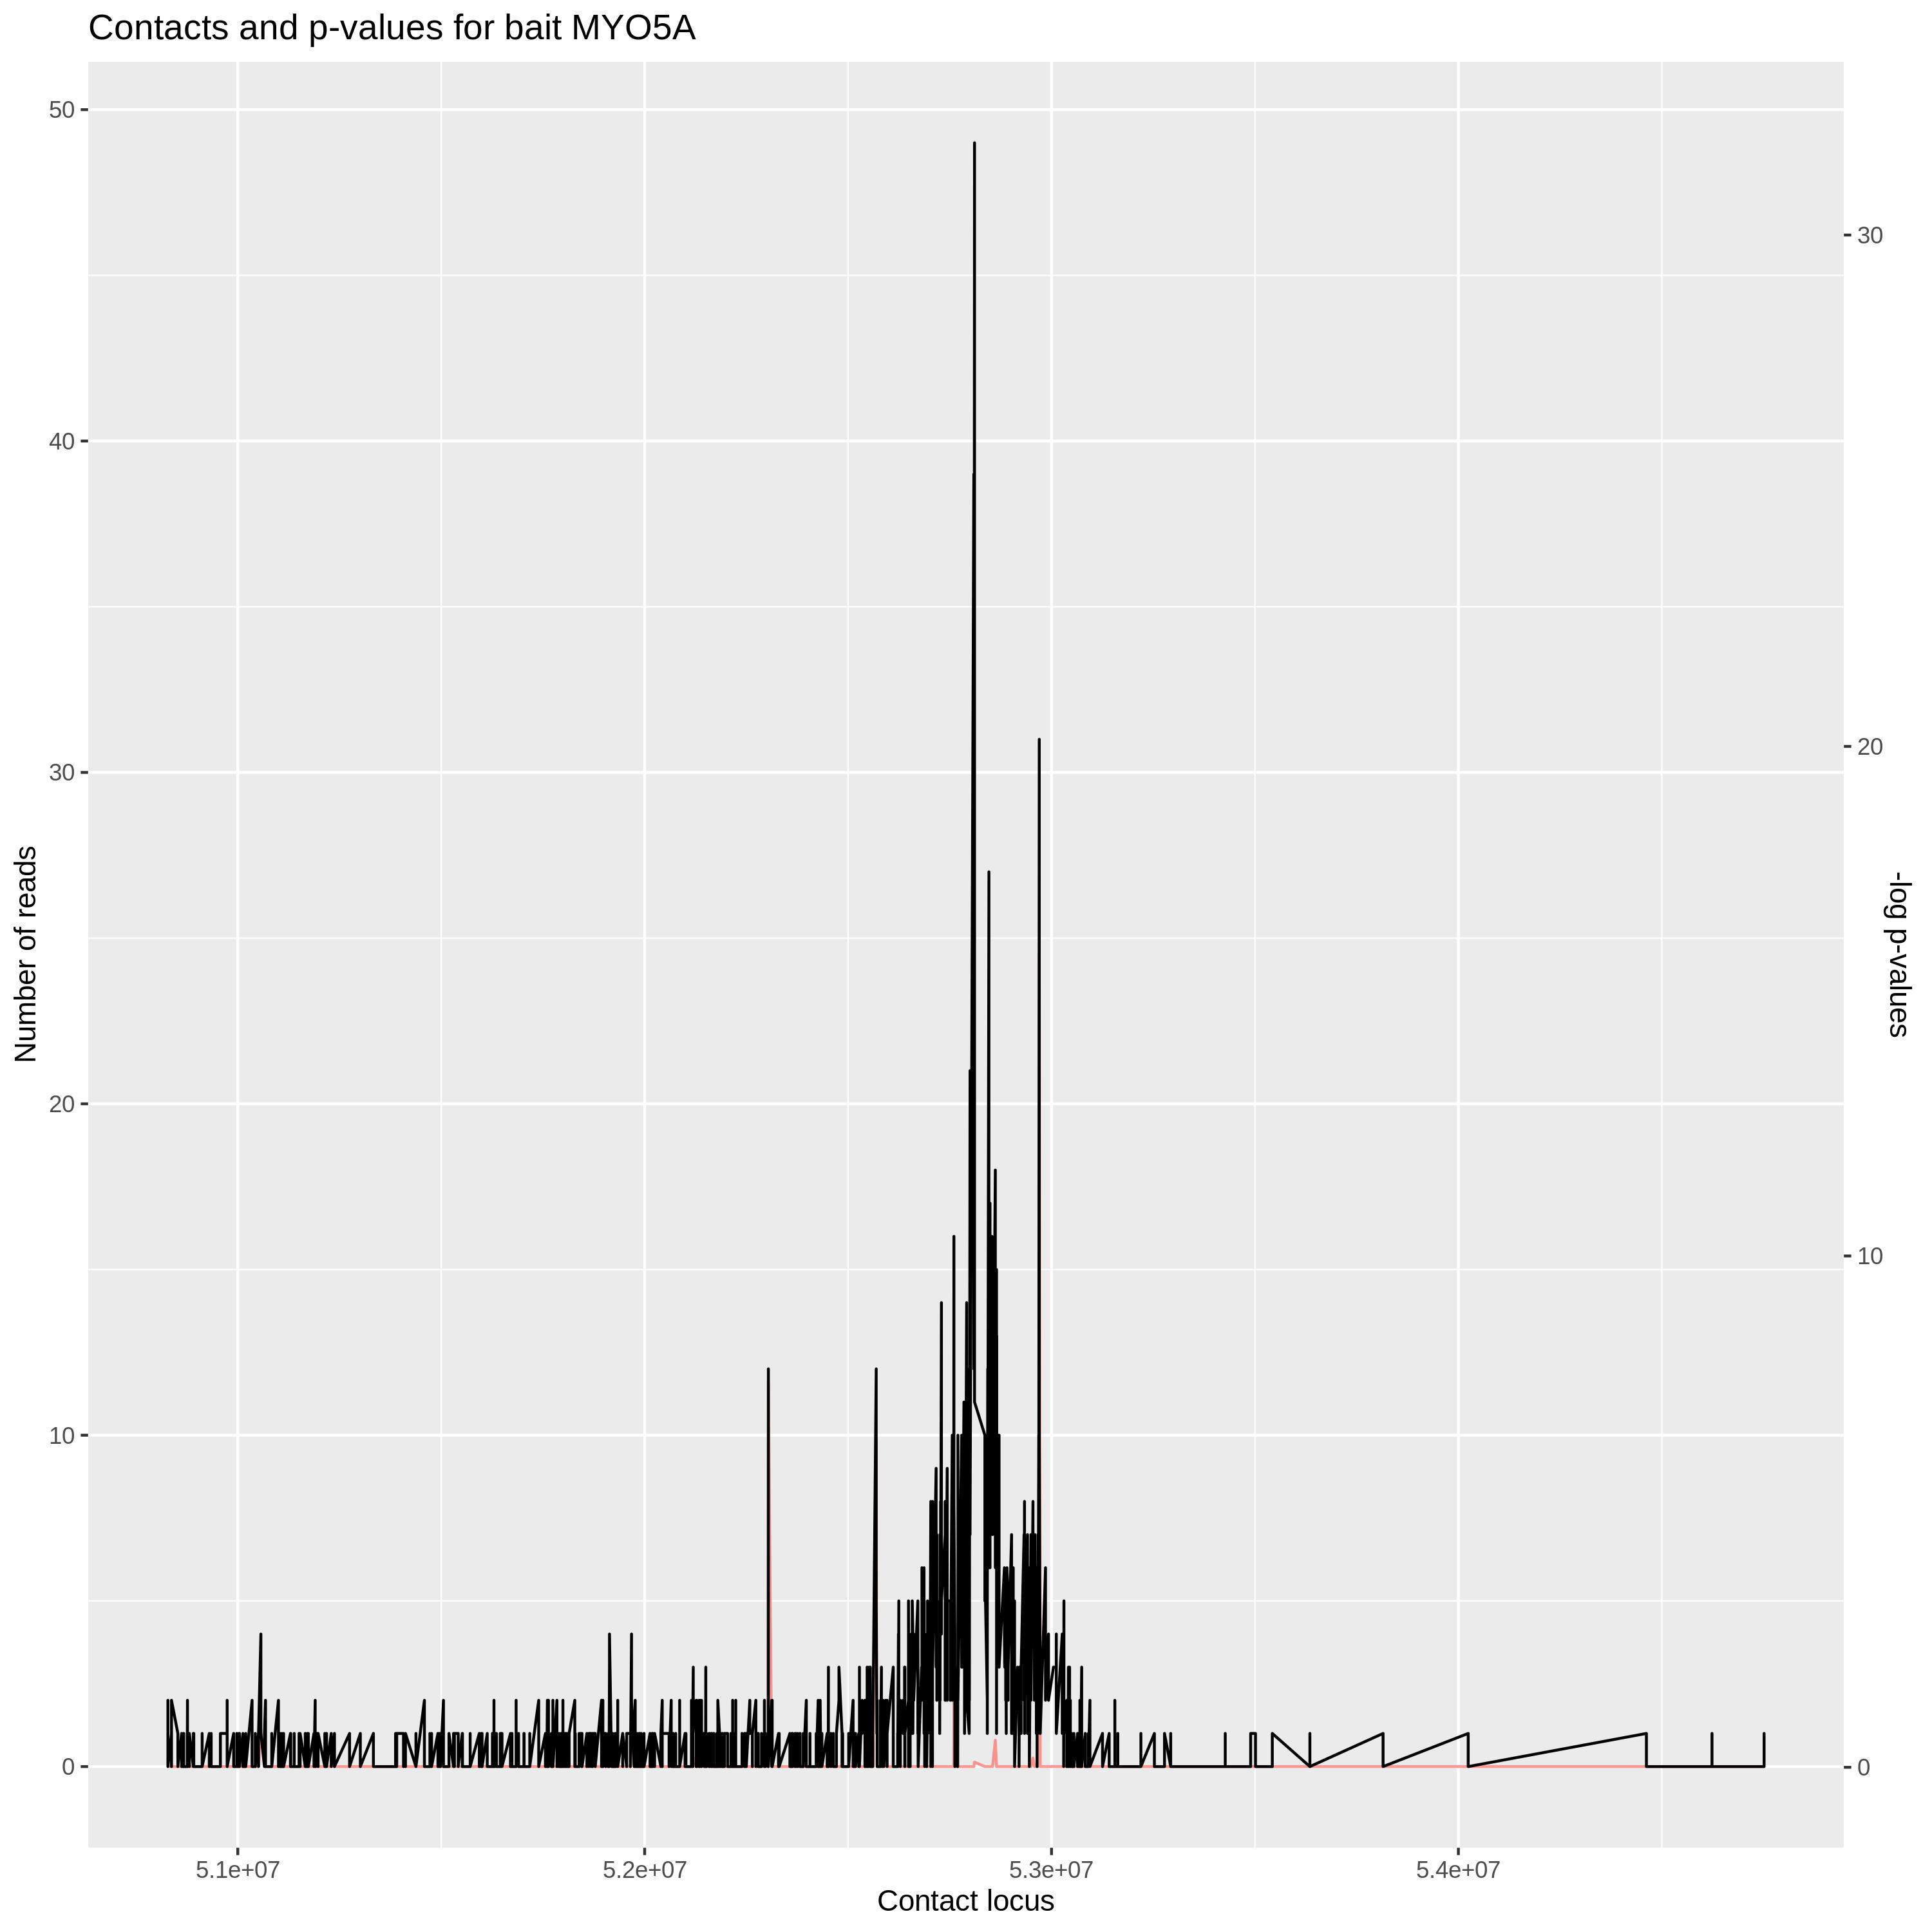 Contacts and p-values for bait MYO5A
50
40
30
20
10
0
Number of reads
30
20
10
0
-log p-values
5.1e+07
5.2e+07
5.3e+07
5.4e+07
Contact locus